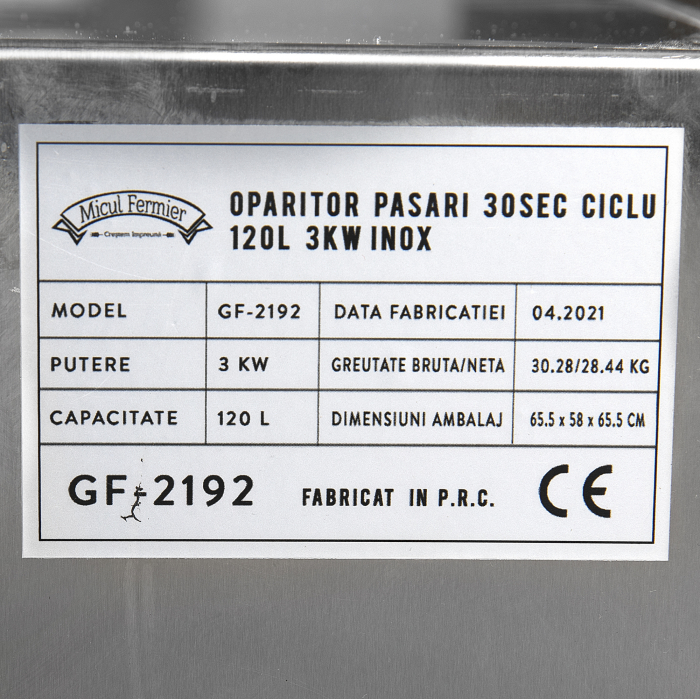 Micul Fermier
Creștem împreună
OPARITOR PASARI 30SEC CICLU
120L 3KW INOX
MODEL GF-2192 DATA FABRICATIEI 04.2021
PUTERE 3 KW GREUTATE BRUTA/NETA 30.28/28.44 KG
CAPACITATE 120 L DIMENSIUNI AMBALAJ 65.5 x 58 x 65.5 CM
GF-2192 FABRICAT IN P.R.C. CE